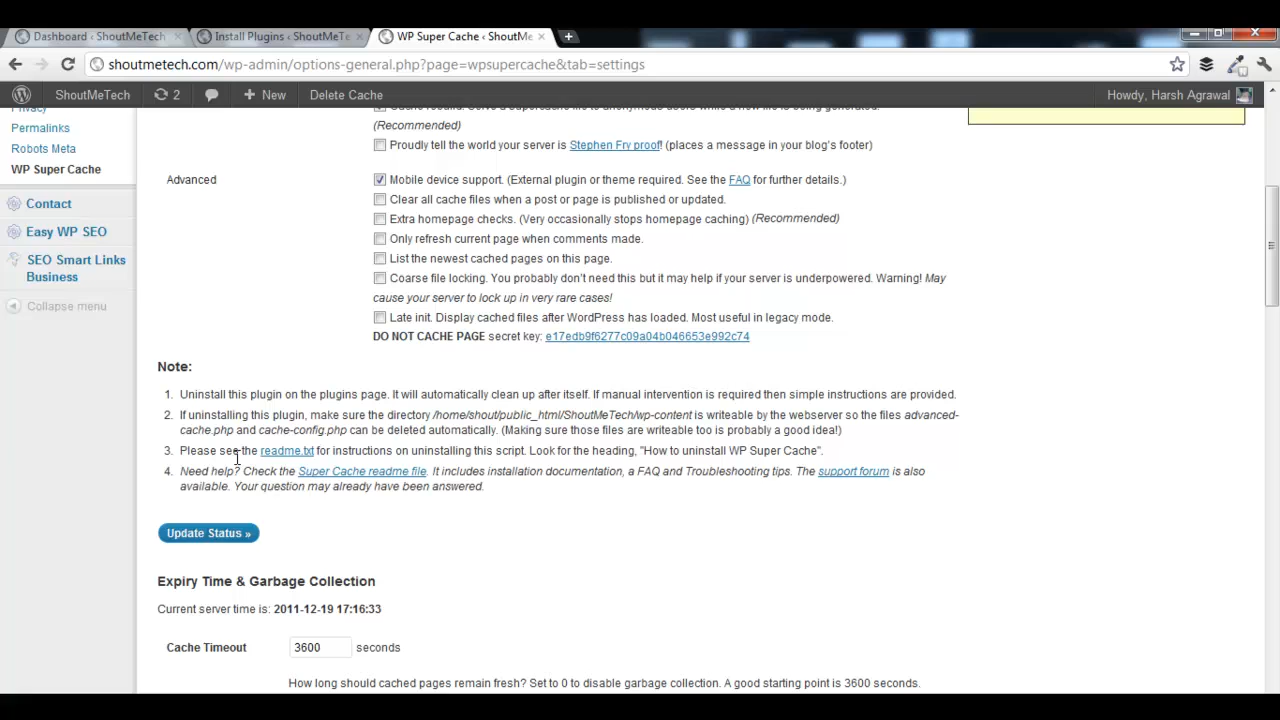 Dashboard ‹ ShoutMeTech
Install Plugins ‹ ShoutMeTe
WP Super Cache ‹ ShoutMe
shoutmetech.com/wp-admin/options-general.php?page=wpsupercache&tab=settings
ShoutMeTech 2 New Delete Cache Howdy, Harsh Agrawal
Privacy
Permalinks
Robots Meta
WP Super Cache
Contact
Easy WP SEO
SEO Smart Links
Business
Collapse menu
Cache rebuild. Serve a supercache file to anonymous users while a new file is being generated.
(Recommended)
Proudly tell the world your server is Stephen Fry proof! (places a message in your blog's footer)
Advanced
Mobile device support. (External plugin or theme required. See the FAQ for further details.)
Clear all cache files when a post or page is published or updated.
Extra homepage checks. (Very occasionally stops homepage caching) (Recommended)
Only refresh current page when comments made.
List the newest cached pages on this page.
Coarse file locking. You probably don't need this but it may help if your server is underpowered. Warning! May
cause your server to lock up in very rare cases!
Late init. Display cached files after WordPress has loaded. Most useful in legacy mode.
DO NOT CACHE PAGE secret key: e17edb9f6277c09a04b046653e992c74
Note:
1. Uninstall this plugin on the plugins page. It will automatically clean up after itself. If manual intervention is required then simple instructions are provided.
2. If uninstalling this plugin, make sure the directory /home/shout/public_html/ShoutMeTech/wp-content is writeable by the webserver so the files advanced-
cache.php and cache-config.php can be deleted automatically. (Making sure those files are writeable too is probably a good idea!)
3. Please see the readme.txt for instructions on uninstalling this script. Look for the heading, "How to uninstall WP Super Cache".
4. Need help? Check the Super Cache readme file. It includes installation documentation, a FAQ and Troubleshooting tips. The support forum is also
available. Your question may already have been answered.
Update Status »
Expiry Time & Garbage Collection
Current server time is: 2011-12-19 17:16:33
Cache Timeout 3600 seconds
How long should cached pages remain fresh? Set to 0 to disable garbage collection. A good starting point is 3600 seconds.